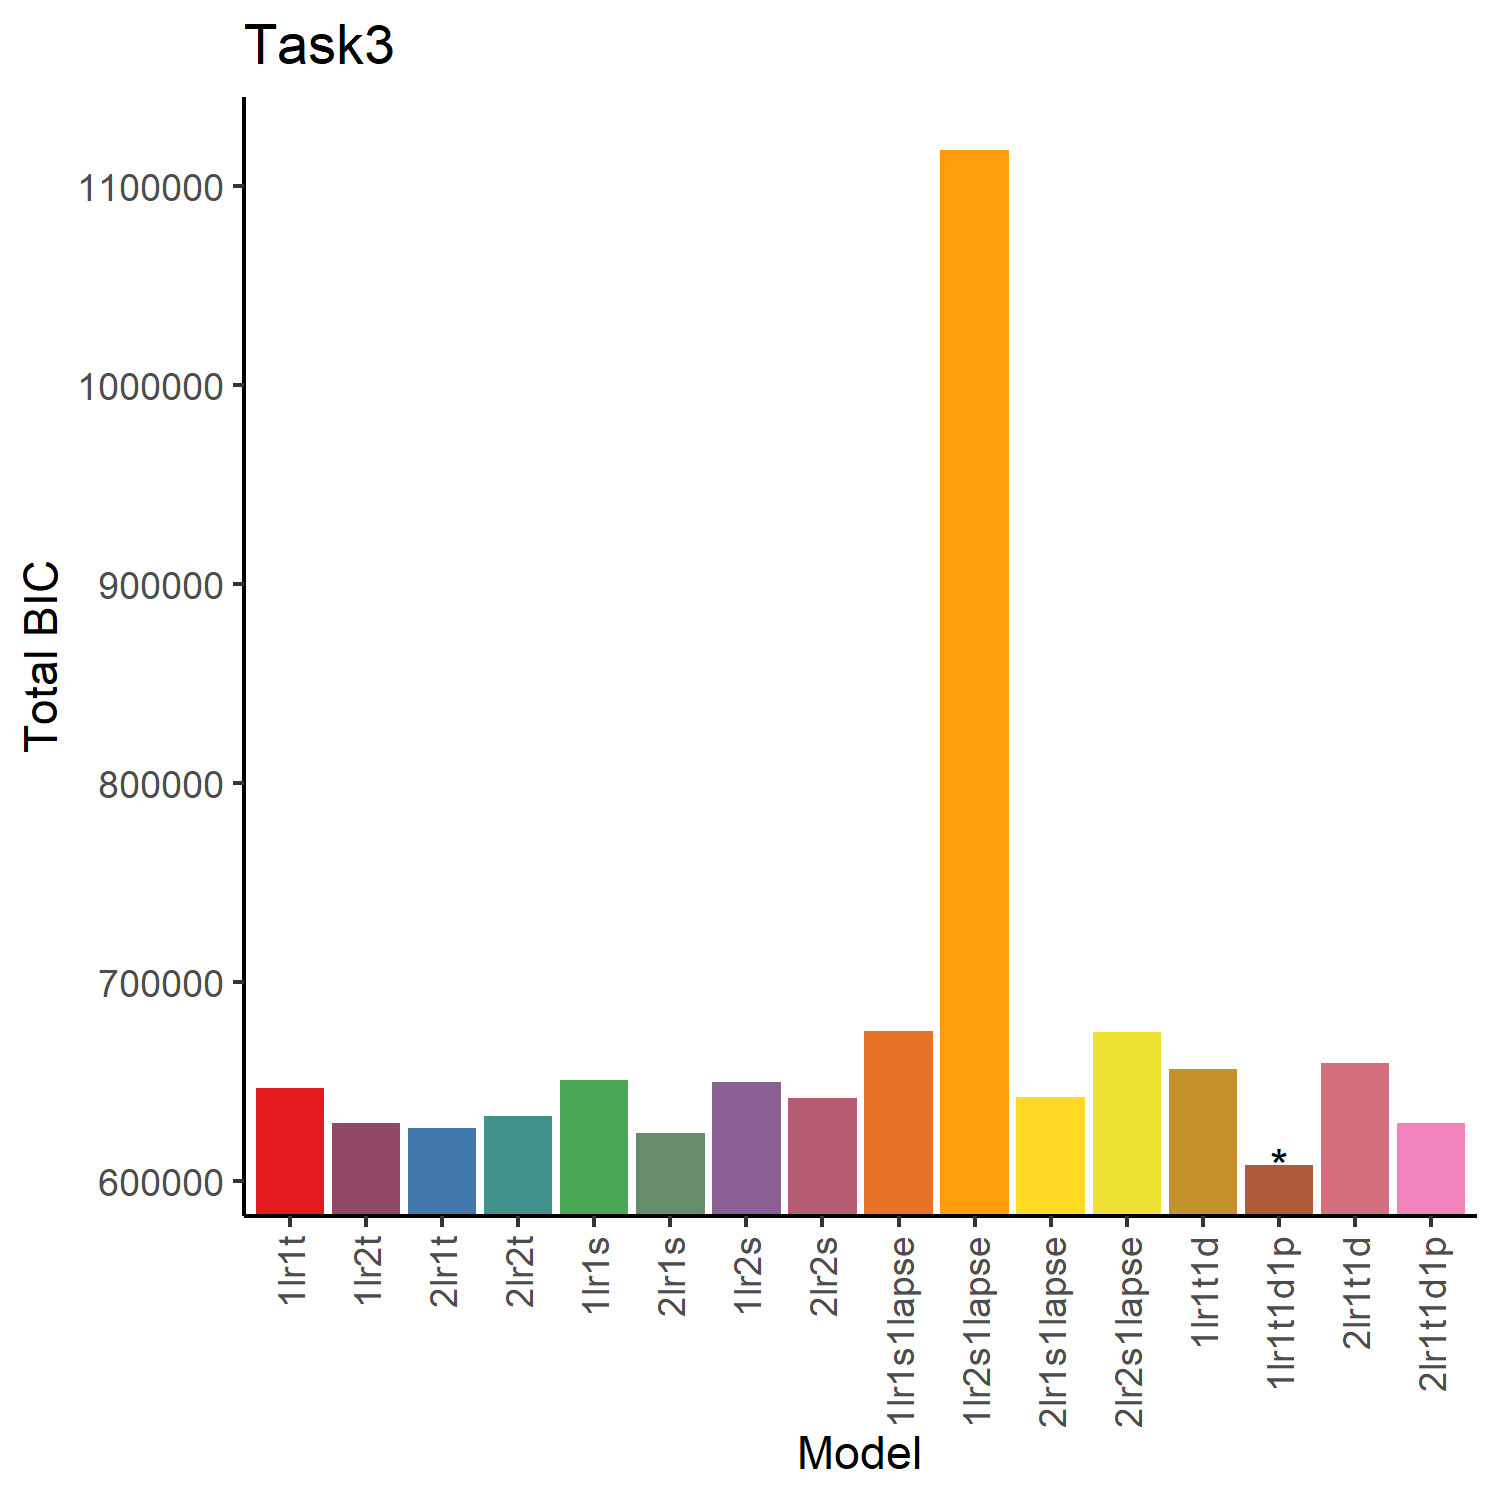 Task3
Total BIC
1100000
1000000
900000
800000
700000
600000
*
1lr1t
1lr2t
2lr1t
2lr2t
1lr1s
2lr1s
1lr2s
2lr2s
1lr1s1lapse
1lr2s1lapse
2lr1s1lapse
2lr2s1lapse
1lr1t1d
1lr1t1d1p
2lr1t1d
2lr1t1d1p
Model